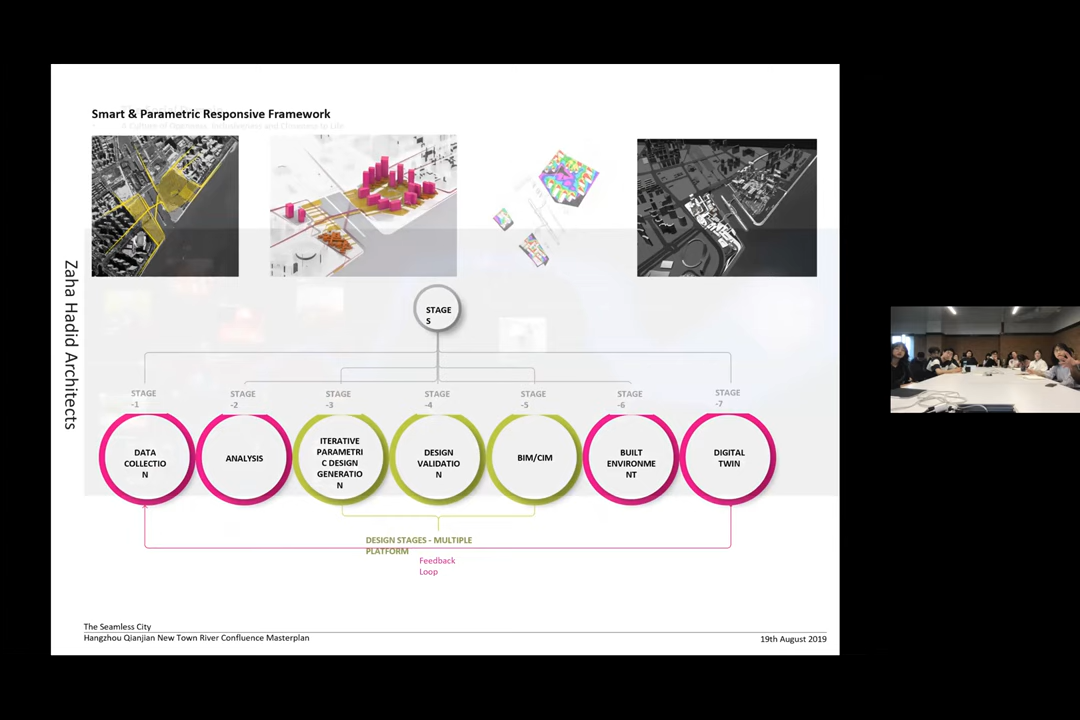 Smart & Parametric Responsive Framework
Zaha Hadid Architects
STAGE
S
STAGE
-1
STAGE
-2
STAGE
-3
STAGE
-4
STAGE
-5
STAGE
-6
STAGE
-7
DATA
COLLECTIO
N
ANALYSIS
ITERATIVE
PARAMETRI
C DESIGN
GENERATIO
N
DESIGN
VALIDATIO
N
BIM/CIM
BUILT
ENVIRONME
NT
DIGITAL
TWIN
DESIGN STAGES - MULTIPLE
PLATFORM
Feedback
Loop
The Seamless City
Hangzhou Qianjian New Town River Confluence Masterplan
19th August 2019